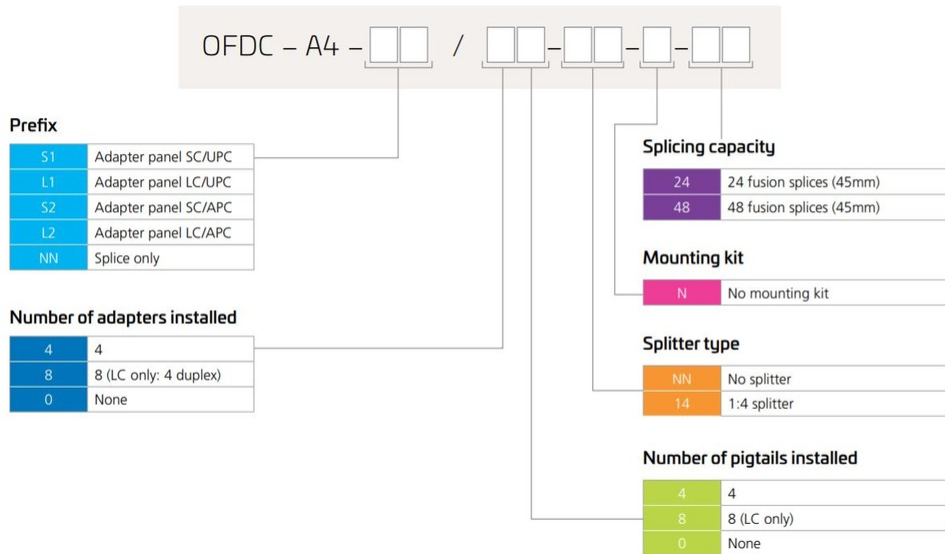 OFDC – A4 – / - - -
Prefix
S1 Adapter panel SC/UPC
L1 Adapter panel LC/UPC
S2 Adapter panel SC/APC
L2 Adapter panel LC/APC
NN Splice only
Number of adapters installed
4 4
8 8 (LC only: 4 duplex)
0 None
Splicing capacity
24 24 fusion splices (45mm)
48 48 fusion splices (45mm)
Mounting kit
N No mounting kit
Splitter type
NN No splitter
14 1:4 splitter
Number of pigtails installed
4 4
8 8 (LC only)
0 None